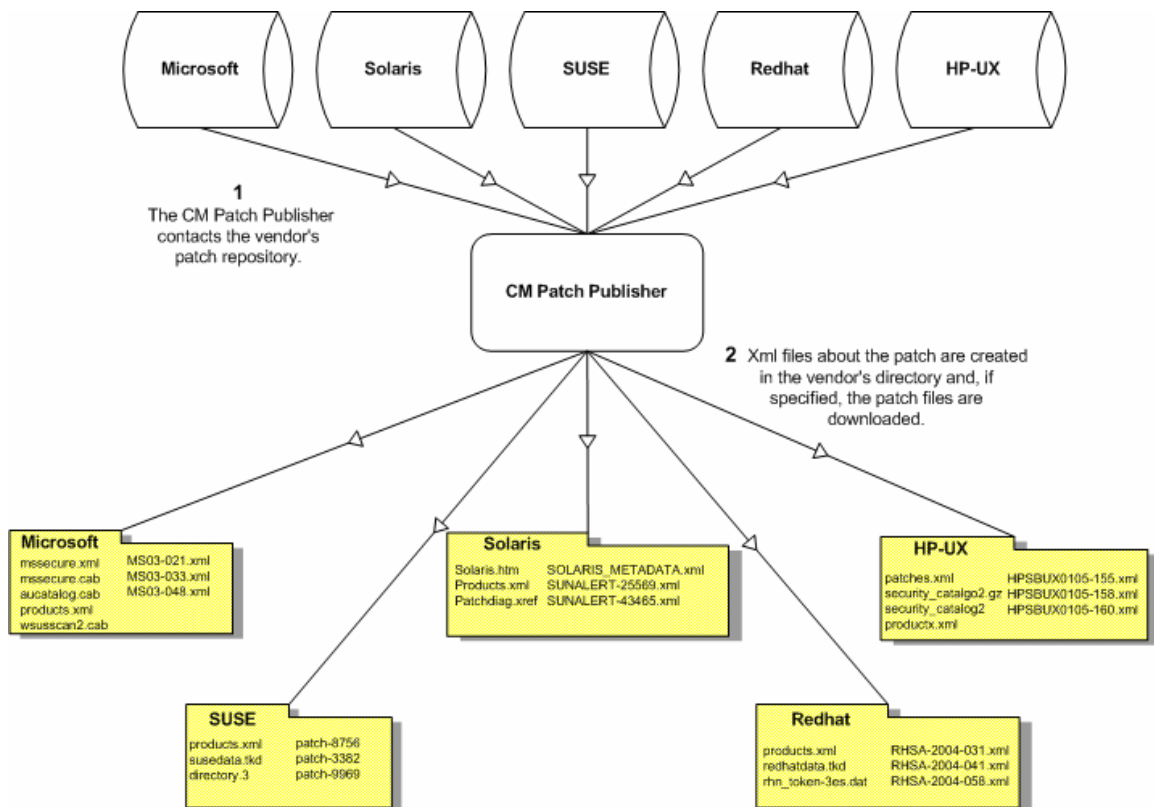 Microsoft
Solaris
SUSE
Redhat
HP-UX
1
The CM Patch Publisher
contacts the vendor's
patch repository.
CM Patch Publisher
2 Xml files about the patch are created
in the vendor's directory and, if
specified, the patch files are
downloaded.
Microsoft
mssecure.xml
mssecure.cab
aucatalog.cab
products.xml
wsusscan2.cab
MS03-021.xml
MS03-033.xml
MS03-048.xml
Solaris
Solaris.htm
Products.xml
Patchdiag.xref
SOLARIS_METADATA.xml
SUNALERT-25569.xml
SUNALERT-43465.xml
HP-UX
patches.xml
security_catalgo2.gz
security_catalog2
productx.xml
HPSBUX0105-155.xml
HPSBUX0105-158.xml
HPSBUX0105-160.xml
SUSE
products.xml
susedata.tkd
directory.3
patch-8756
patch-3382
patch-9969
Redhat
products.xml
redhatdata.tkd
rhn_token-3es.dat
RHSA-2004-031.xml
RHSA-2004-041.xml
RHSA-2004-058.xml